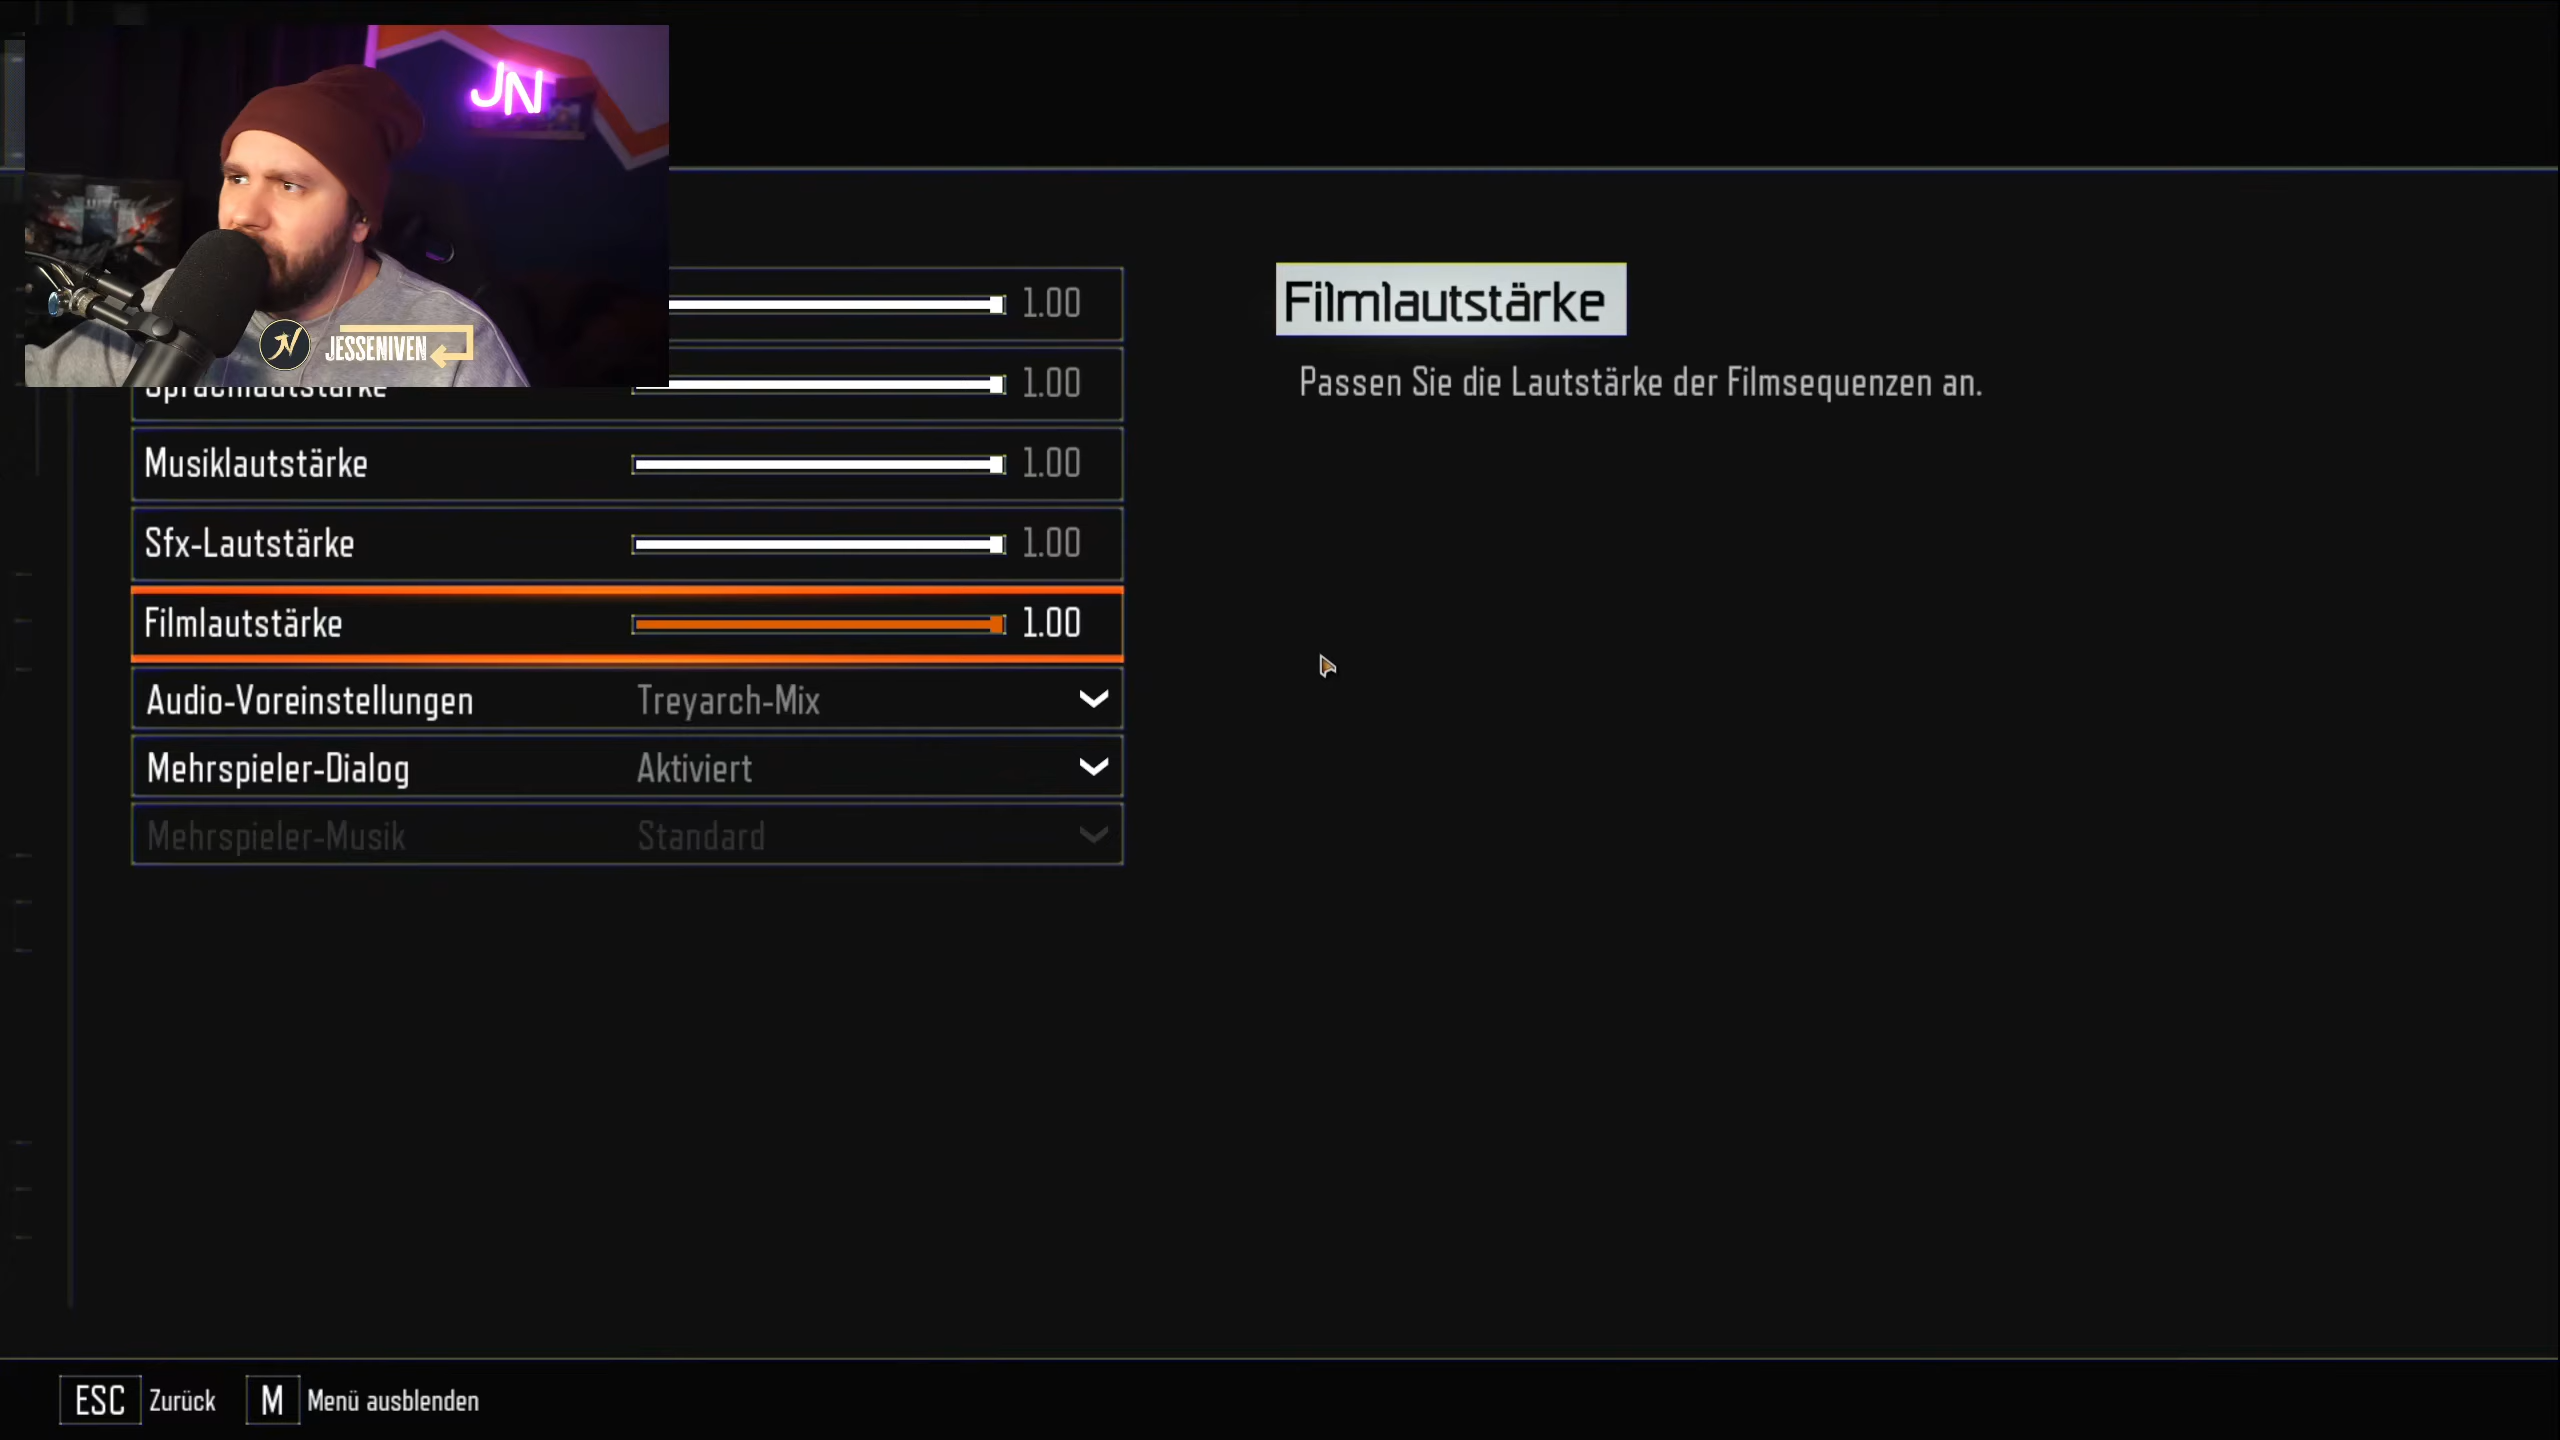 JN
JESSENIVEN
1.00
Filmlautstärke
Sprachlautstärke
1.00
Passen Sie die Lautstärke der Filmsequenzen an.
Musiklautstärke
1.00
Sfx-Lautstärke
1.00
Filmlautstärke
1.00
Audio-Voreinstellungen
Treyarch-Mix
Mehrspieler-Dialog
Aktiviert
Mehrspieler-Musik
Standard
ESC Zurück M Menü ausblenden